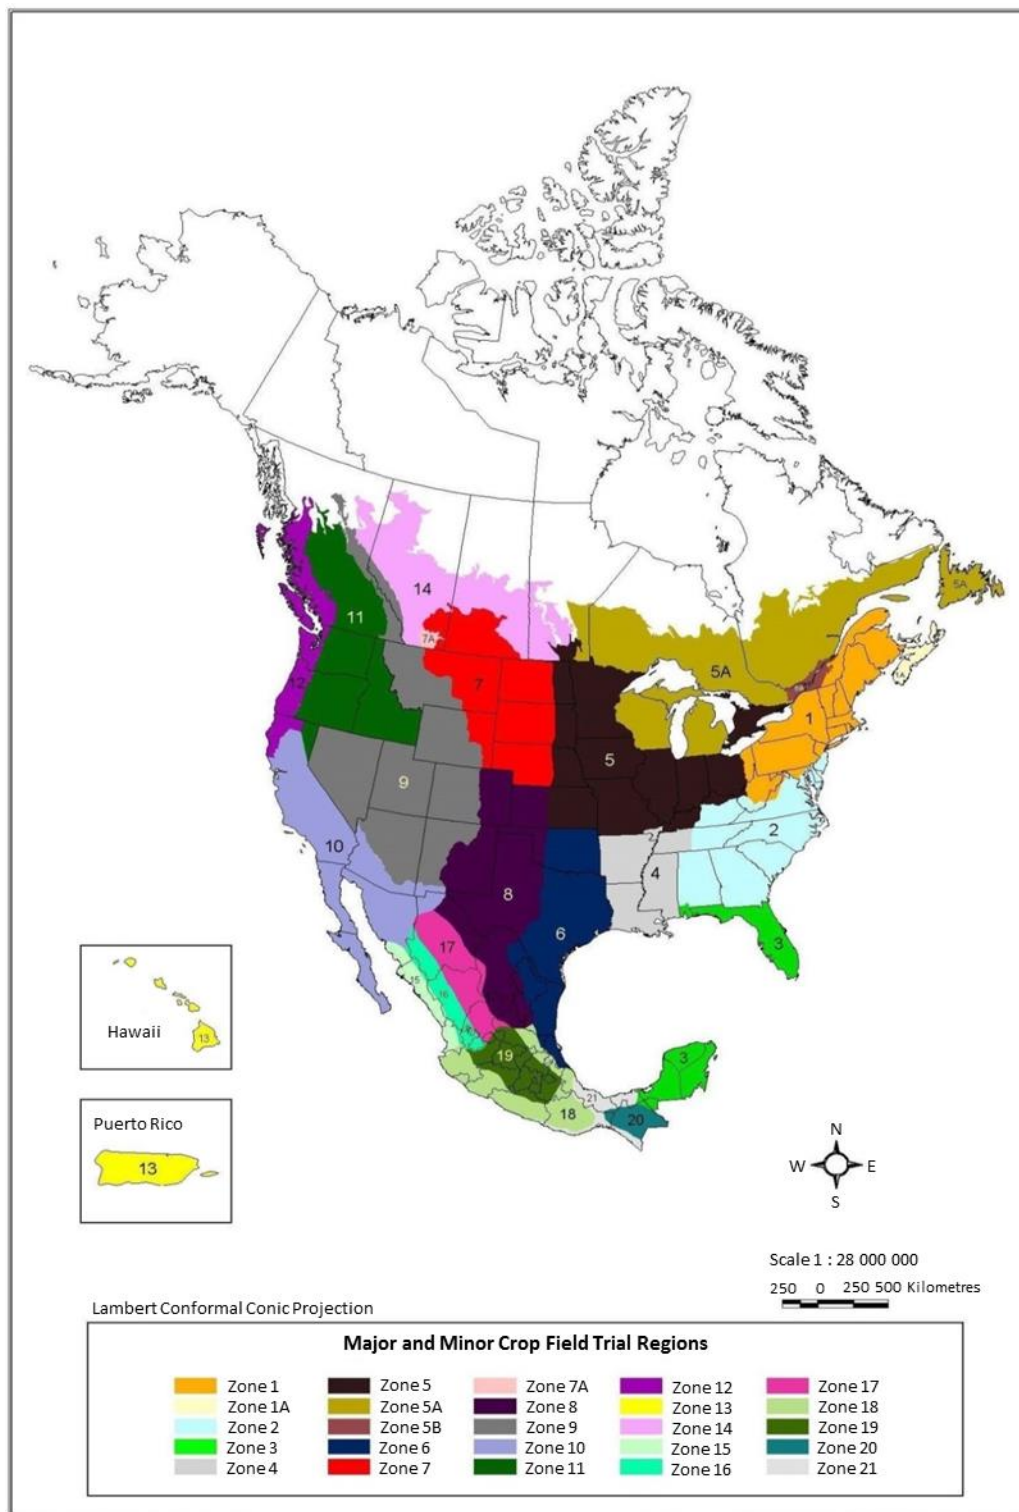 14
5A
7A
11
1A
5A
12
7
1
5
9
2
10
4
8
6
17
3
15
16
Hawaii
13
19
3
21
18
20
Puerto Rico
13
N
W E
S
Scale 1 : 28 000 000
250 0 250 500 Kilometres
Lambert Conformal Conic Projection
Major and Minor Crop Field Trial Regions
Zone 1 Zone 5 Zone 7A Zone 12 Zone 17
Zone 1A Zone 5A Zone 8 Zone 13 Zone 18
Zone 2 Zone 5B Zone 9 Zone 14 Zone 19
Zone 3 Zone 6 Zone 10 Zone 15 Zone 20
Zone 4 Zone 7 Zone 11 Zone 16 Zone 21